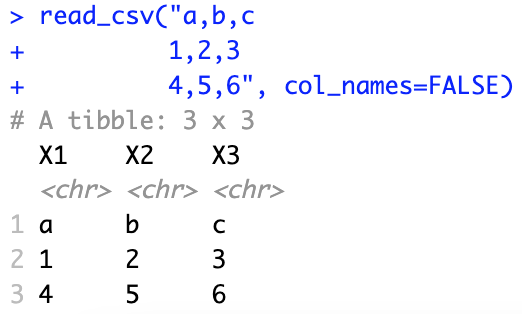 > read_csv("a,b,c
+          1,2,3
+          4,5,6", col_names=FALSE)
# A tibble: 3 x 3
  X1    X2    X3
  <chr> <chr> <chr>
1 a     b     c
2 1     2     3
3 4     5     6